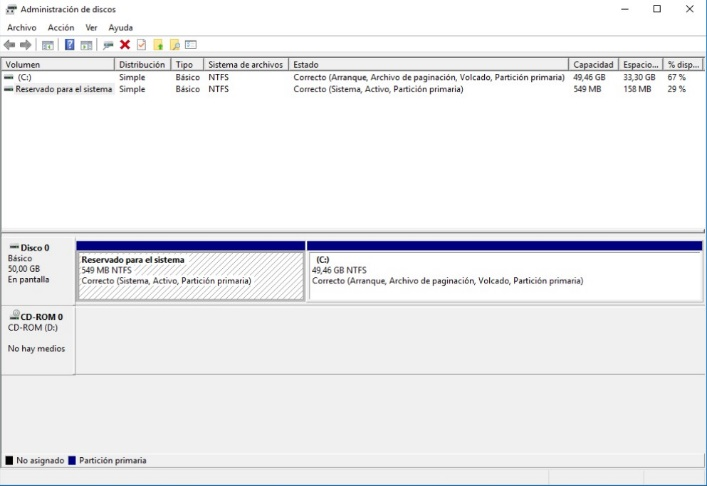 Administración de discos
Archivo Acción Ver Ayuda
Volumen Distribución Tipo Sistema de archivos Estado Capacidad Espacio... % disp...
(C:) Simple Básico NTFS Correcto (Arranque, Archivo de paginación, Volcado, Partición primaria) 49,46 GB 33,30 GB 67 %
Reservado para el sistema Simple Básico NTFS Correcto (Sistema, Activo, Partición primaria) 549 MB 158 MB 29 %
Disco 0
Básico
50,00 GB
En pantalla
Reservado para el sistema
549 MB NTFS
Correcto (Sistema, Activo, Partición primaria)
(C:)
49,46 GB NTFS
Correcto (Arranque, Archivo de paginación, Volcado, Partición primaria)
CD-ROM 0
CD-ROM (D:)
No hay medios
No asignado Partición primaria